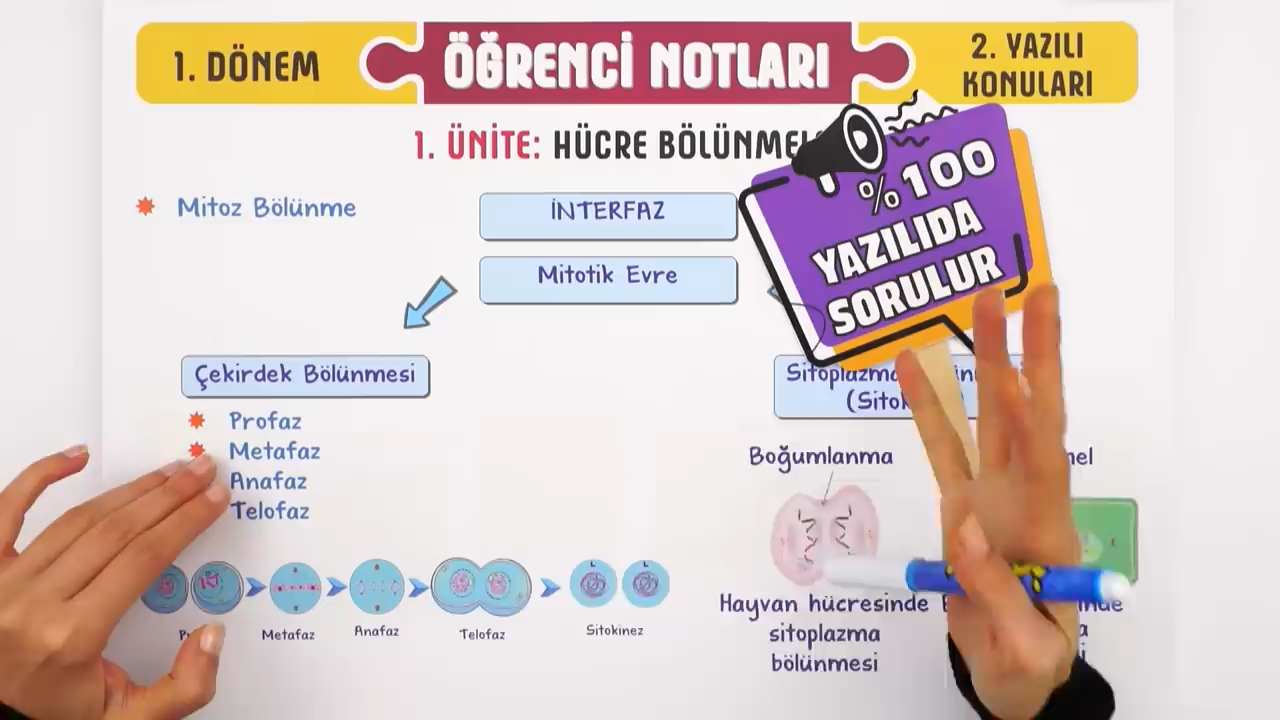 1. DÖNEM
ÖĞRENCİ NOTLARI
2. YAZILI
KONULARI
1. ÜNİTE: HÜCRE
%100
YAZILIDA
SORULUR
Mitoz Bölünme
İNTERFAZ
Mitotik Evre
Çekirdek Bölünmesi
Profaz
Metafaz
Anafaz
Telofaz
Boğumlanma
Metafaz
Anafaz
Telofaz
Sitokinez
Hayvan hücresinde
sitoplazma
bölünmesi